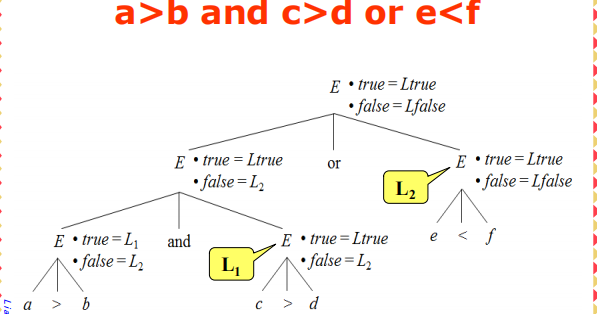 a>b and c>d or e<f
E • true = Ltrue
• false = Lfalse
E • true = Ltrue
• false = L₂
or
E • true = Ltrue
• false = Lfalse
L₂
E • true = L₁
• false = L₂
and
E • true = Ltrue
• false = L₂
L₁
e < f
a > b
c > d